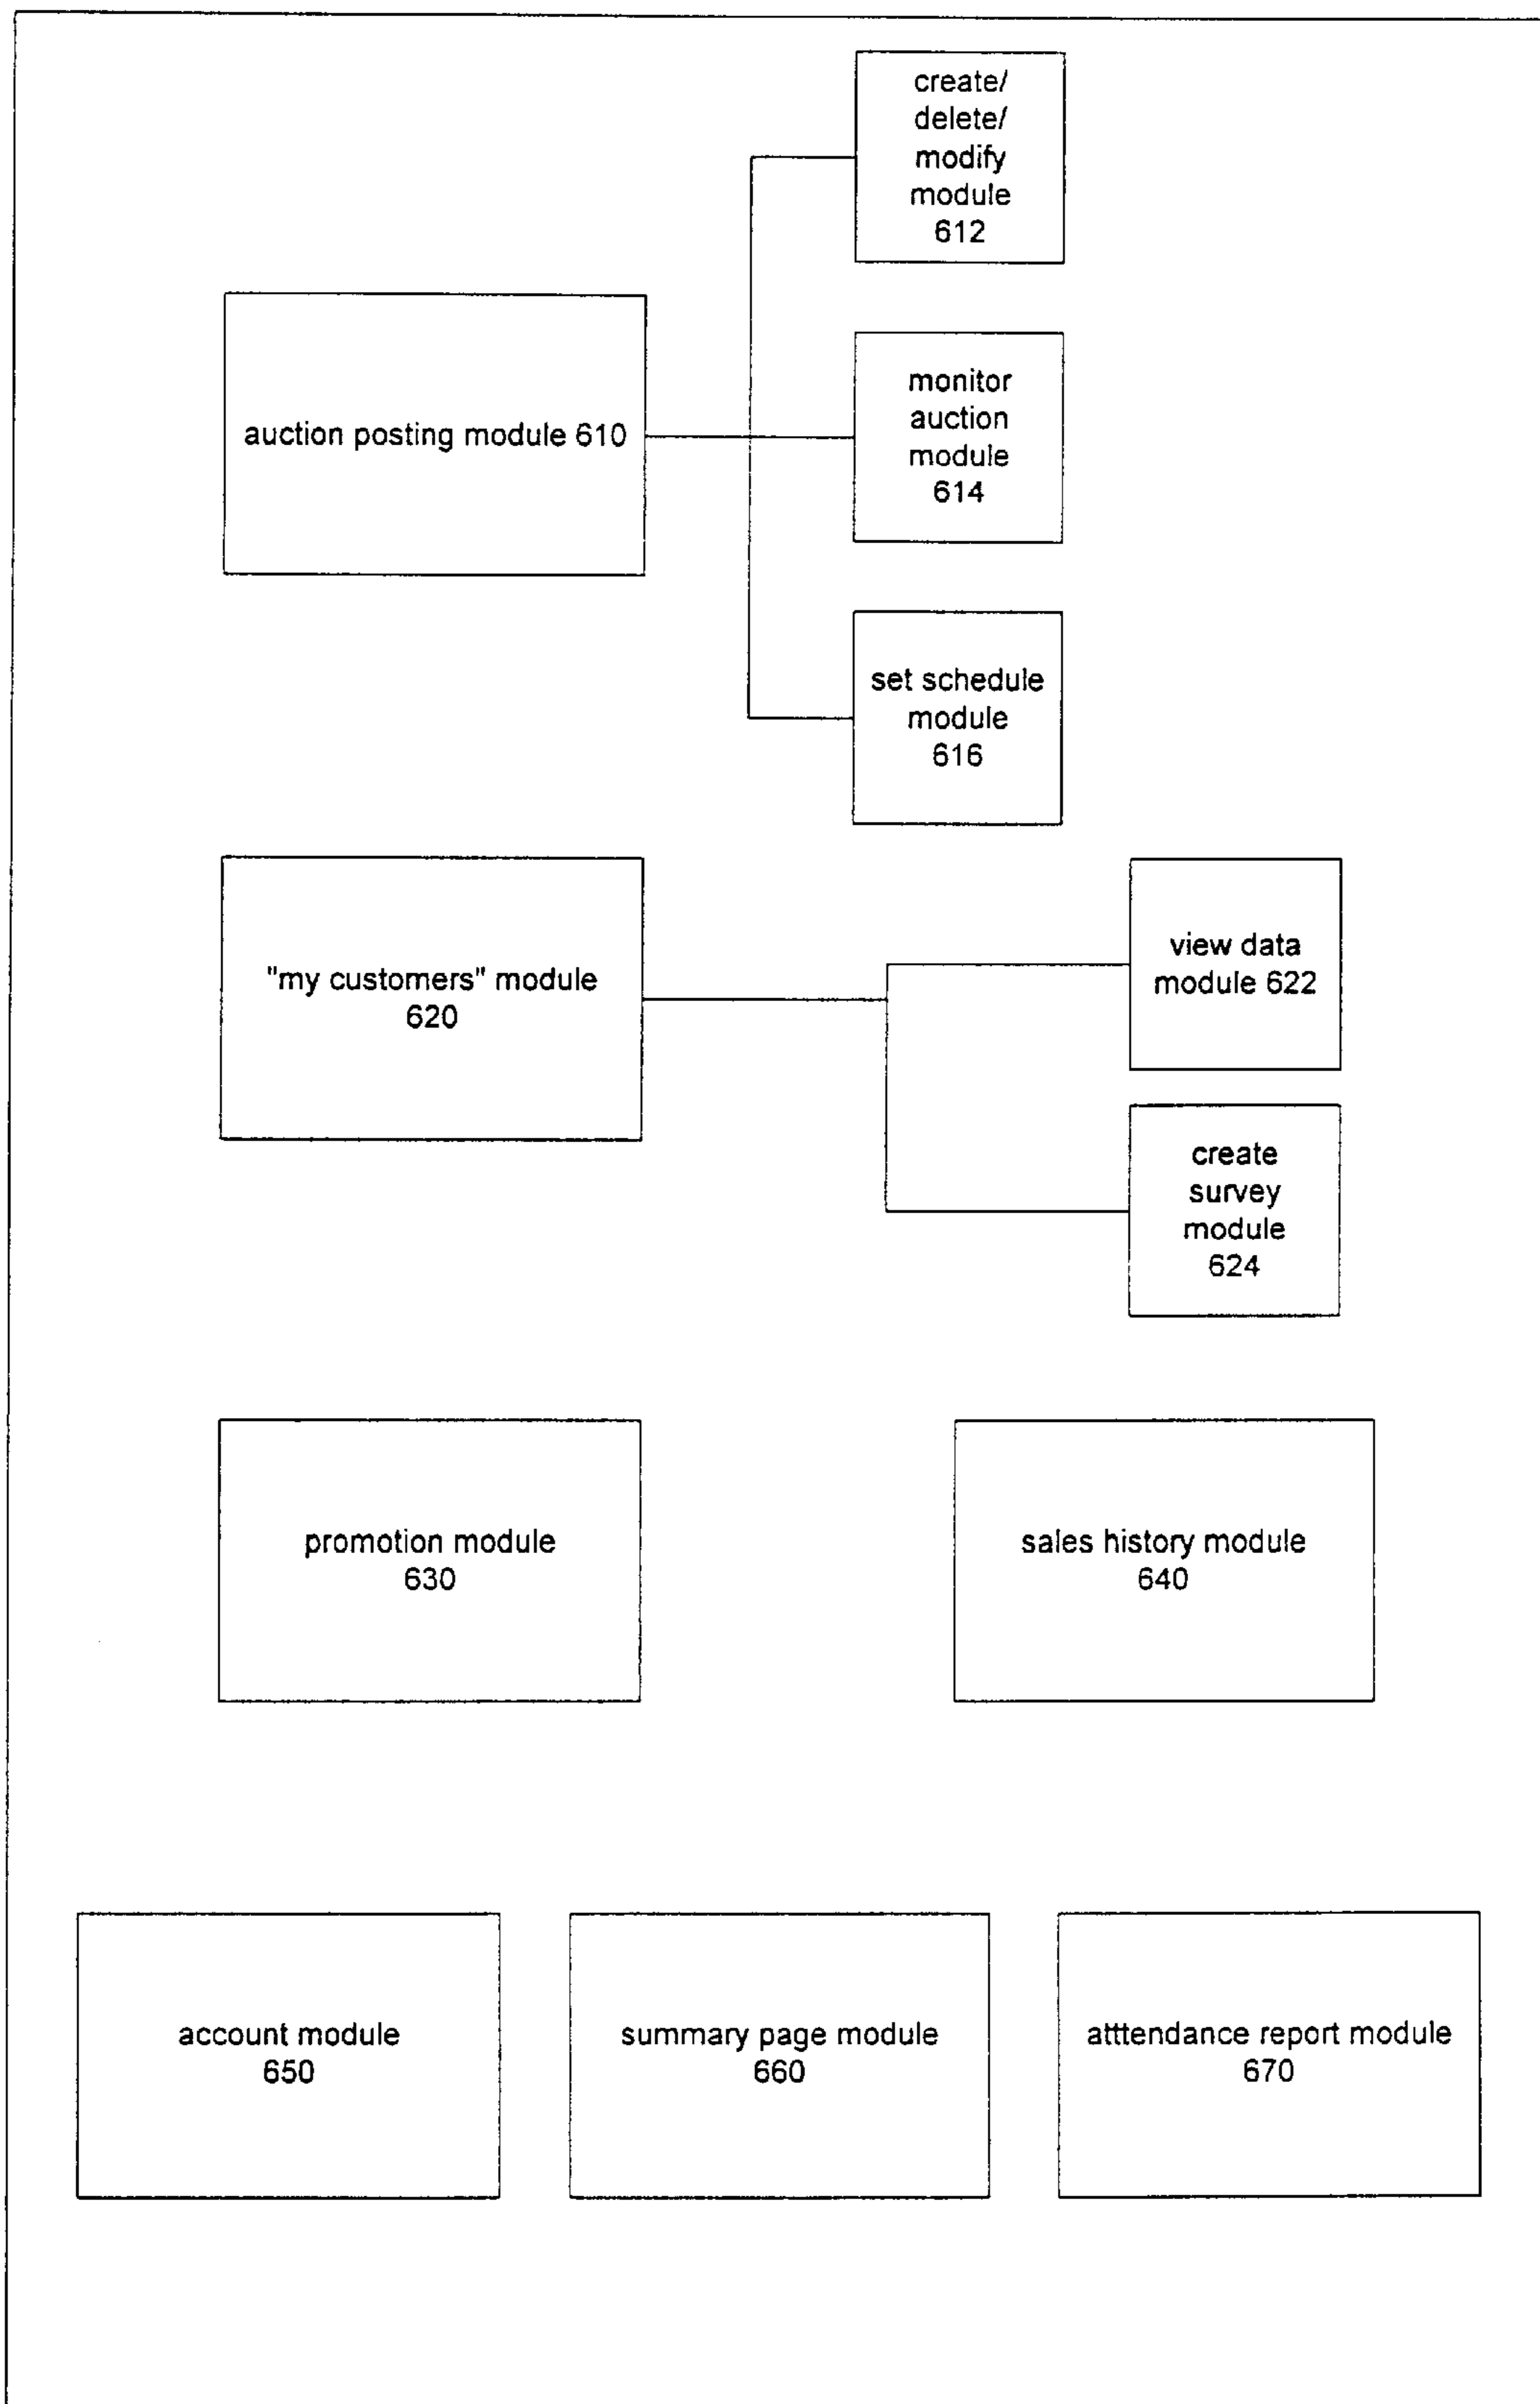 create/
delete/
modify
module
612
auction posting module 610
monitor
auction
module
614
set schedule
module
616
"my customers" module
620
view data
module 622
create
survey
module
624
promotion module
630
sales history module
640
account module
650
summary page module
660
atttendance report module
670